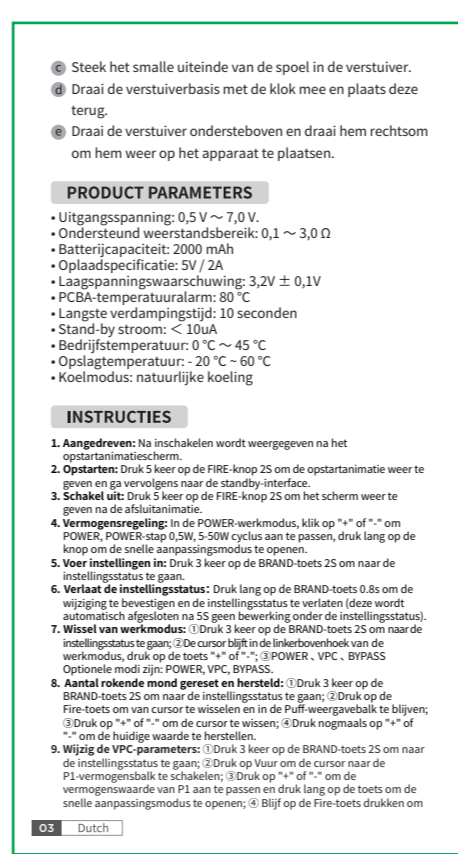 c Steek het smalle uiteinde van de spoel in de verstuiver.
d Draai de verstuiverbasis met de klok mee en plaats deze
terug.
e Draai de verstuiver ondersteboven en draai hem rechtsom
om hem weer op het apparaat te plaatsen.
PRODUCT PARAMETERS
• Uitgangsspanning: 0,5 V ～ 7,0 V.
• Ondersteund weerstandsbereik: 0,1 ～ 3,0 Ω
• Batterijcapaciteit: 2000 mAh
• Oplaadspecificatie: 5V / 2A
• Laagspanningswaarschuwing: 3,2V ± 0,1V
• PCBA-temperatuuralarm: 80 °C
• Langste verdampingstijd: 10 seconden
• Stand-by stroom: ＜ 10uA
• Bedrijfstemperatuur: 0 °C ～ 45 °C
• Opslagtemperatuur: - 20 °C ~ 60 °C
• Koelmodus: natuurlijke koeling
INSTRUCTIES
1. Aangedreven: Na inschakelen wordt weergegeven na het
opstartanimatiescherm.
2. Opstarten: Druk 5 keer op de FIRE-knop 2S om de opstartanimatie weer te
geven en ga vervolgens naar de standby-interface.
3. Schakel uit: Druk 5 keer op de FIRE-knop 2S om het scherm weer te
geven na de afsluitanimatie.
4. Vermogensregeling: In de POWER-werkmodus, klik op "+" of "-" om
POWER, POWER-stap 0,5W, 5-50W cyclus aan te passen, druk lang op de
knop om de snelle aanpassingsmodus te openen.
5. Voer instellingen in: Druk 3 keer op de BRAND-toets 2S om naar de
instellingsstatus te gaan.
6. Verlaat de instellingsstatus: Druk lang op de BRAND-toets 0.8s om de
wijziging te bevestigen en de instellingsstatus te verlaten (deze wordt
automatisch afgesloten na 5S geen bewerking onder de instellingsstatus).
7. Wissel van werkmodus: ①Druk 3 keer op de BRAND-toets 2S om naar de
instellingsstatus te gaan; ②De cursor blijft in de linkerbovenhoek van de
werkmodus, druk op de toets "+" of "-"; ③POWER 、VPC 、BYPASS
Optionele modi zijn: POWER, VPC, BYPASS.
8. Aantal rokende mond gereset en hersteld: ①Druk 3 keer op de
BRAND-toets 2S om naar de instellingsstatus te gaan; ②Druk op de
Fire-toets om van cursor te wisselen en in de Puff-weergavebalk te blijven;
③Druk op "+" of "-" om de cursor te wissen; ④Druk nogmaals op "+" of
"-" om de huidige waarde te herstellen.
9. Wijzig de VPC-parameters: ①Druk 3 keer op de BRAND-toets 2S om naar
de instellingsstatus te gaan; ②Druk op Vuur om de cursor naar de
P1-vermogensbalk te schakelen; ③Druk op "+" of "-" om de
vermogenswaarde van P1 aan te passen en druk lang op de toets om de
snelle aanpassingsmodus te openen; ④ Blijf op de Fire-toets drukken om
03 Dutch